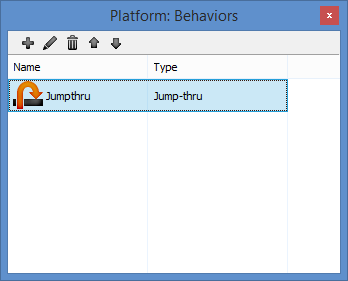 Platform: Behaviors
Name Type
Jumpthru Jump-thru